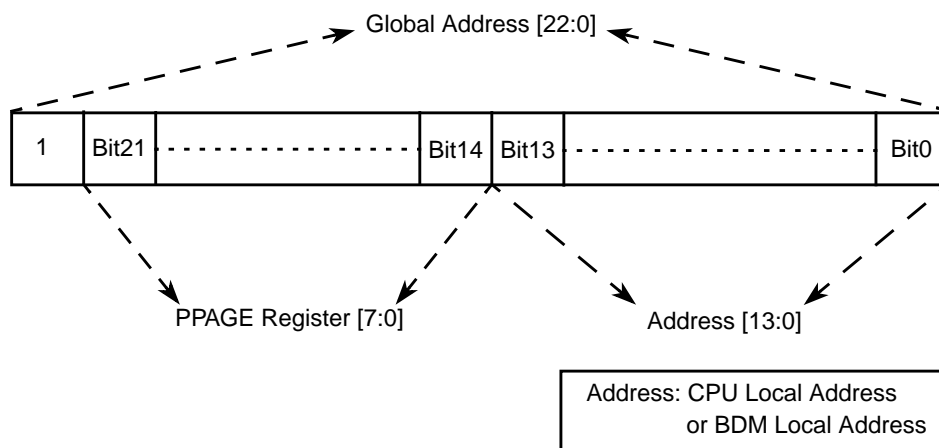 Global Address [22:0]
1 Bit21 Bit14 Bit13 Bit0
PPAGE Register [7:0] Address [13:0]
Address: CPU Local Address
or BDM Local Address